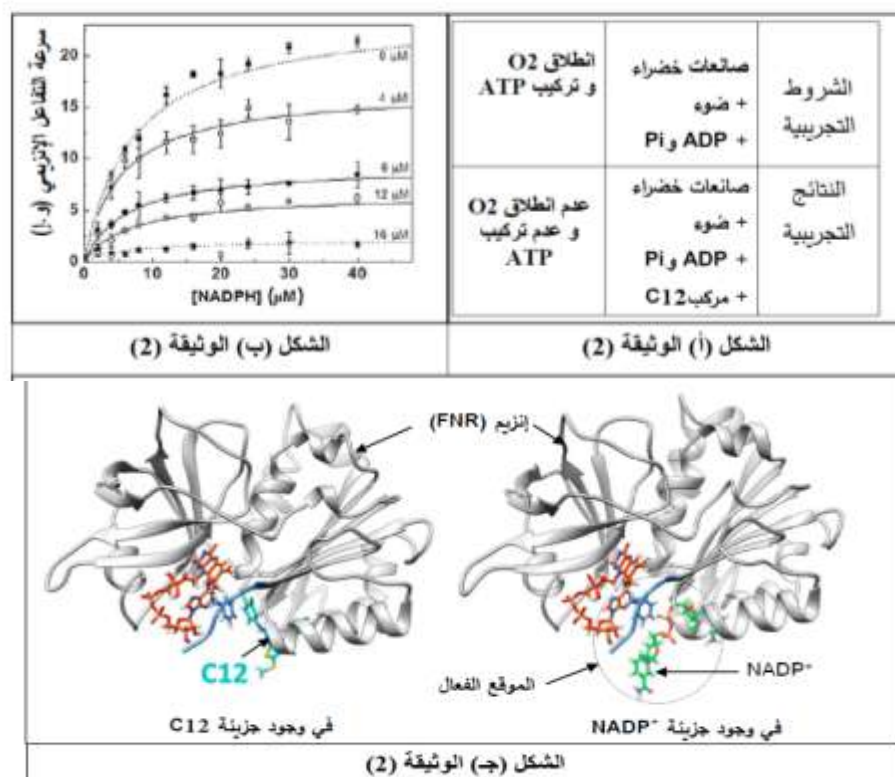 سرعة التفاعل الإنزيمي (و.إ)
20
15
10
5
0
0 μM
4 μM
8 μM
12 μM
16 μM
0 10 20 30 40
[NADPH] (μM)
الشكل (ب) الوثيقة (2)
الشروط
التجريبية
صانعات خضراء
+ ضوء
+ ADP و Pi
انطلاق O2
و تركيب ATP
النتائج
التجريبية
صانعات خضراء
+ ضوء
+ ADP و Pi
+ مركب C12
عدم انطلاق O2
و عدم تركيب
ATP
الشكل (أ) الوثيقة (2)
إنزيم (FNR)
C12
الموقع الفعال
NADP⁺
في وجود جزيئة NADP⁺
في وجود جزيئة C12
الشكل (جـ) الوثيقة (2)